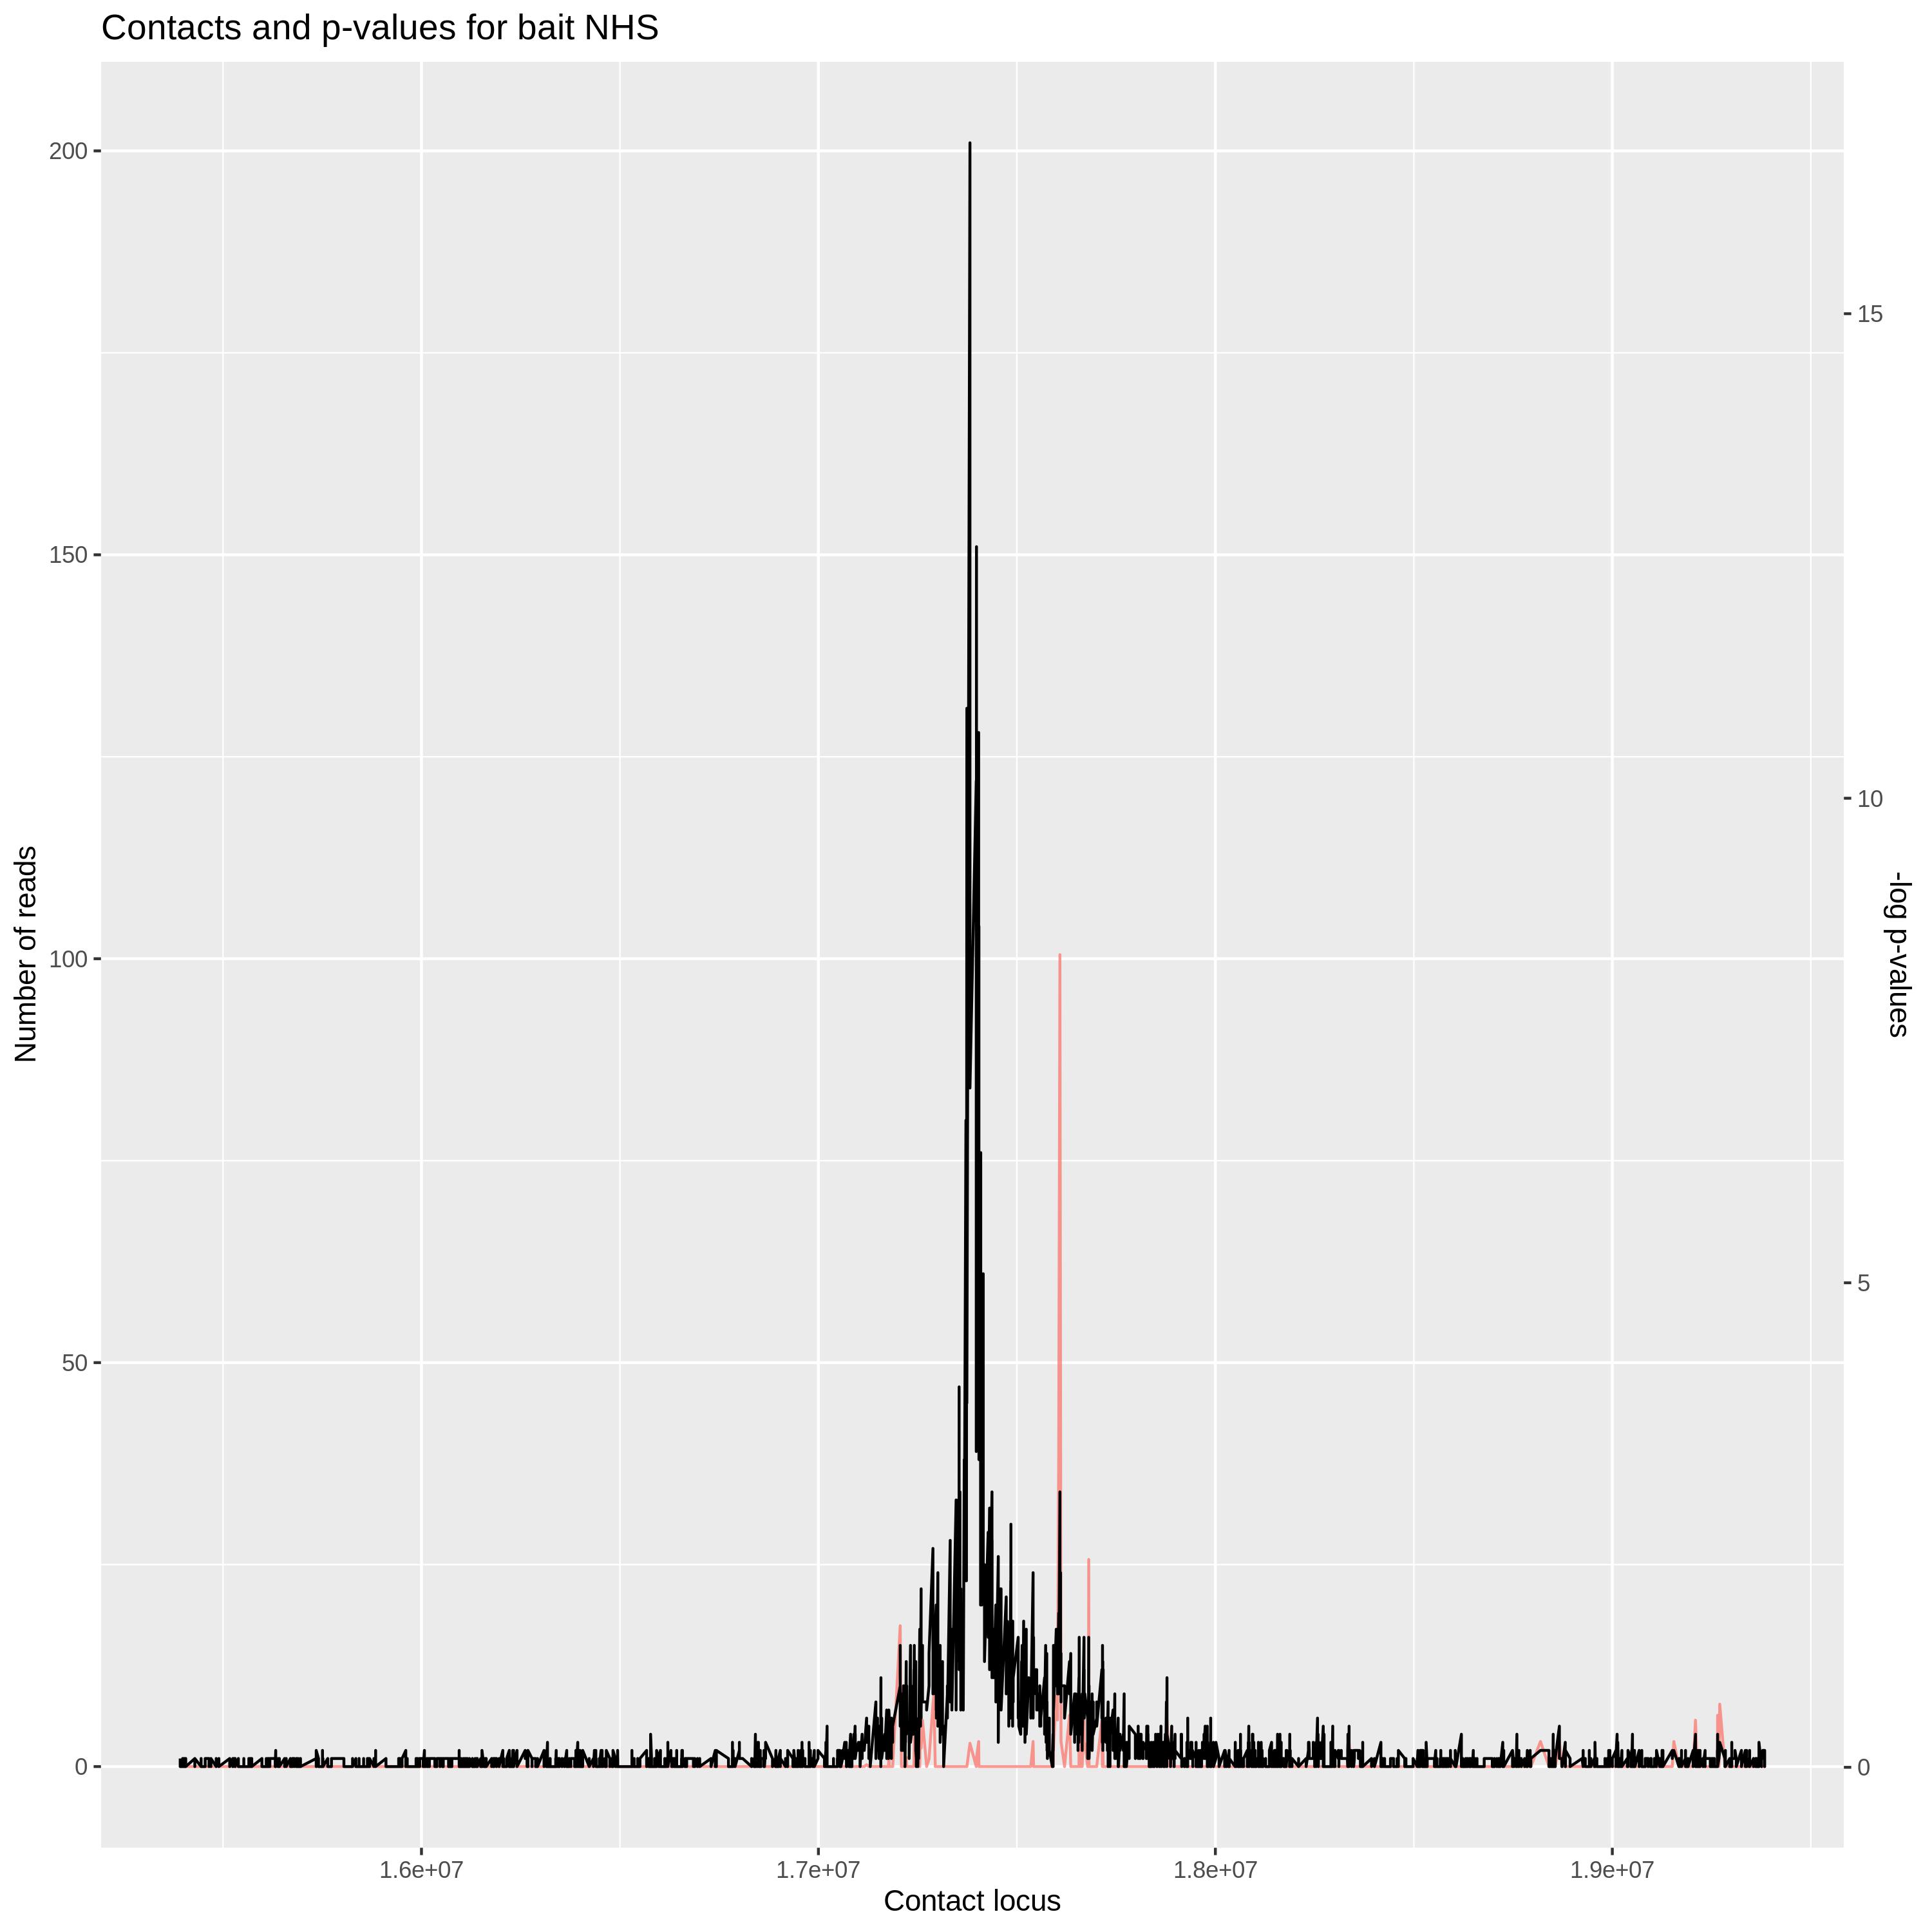 Contacts and p-values for bait NHS
200
150
100
50
0
Number of reads
15
10
5
0
-log p-values
1.6e+07
1.7e+07
1.8e+07
1.9e+07
Contact locus